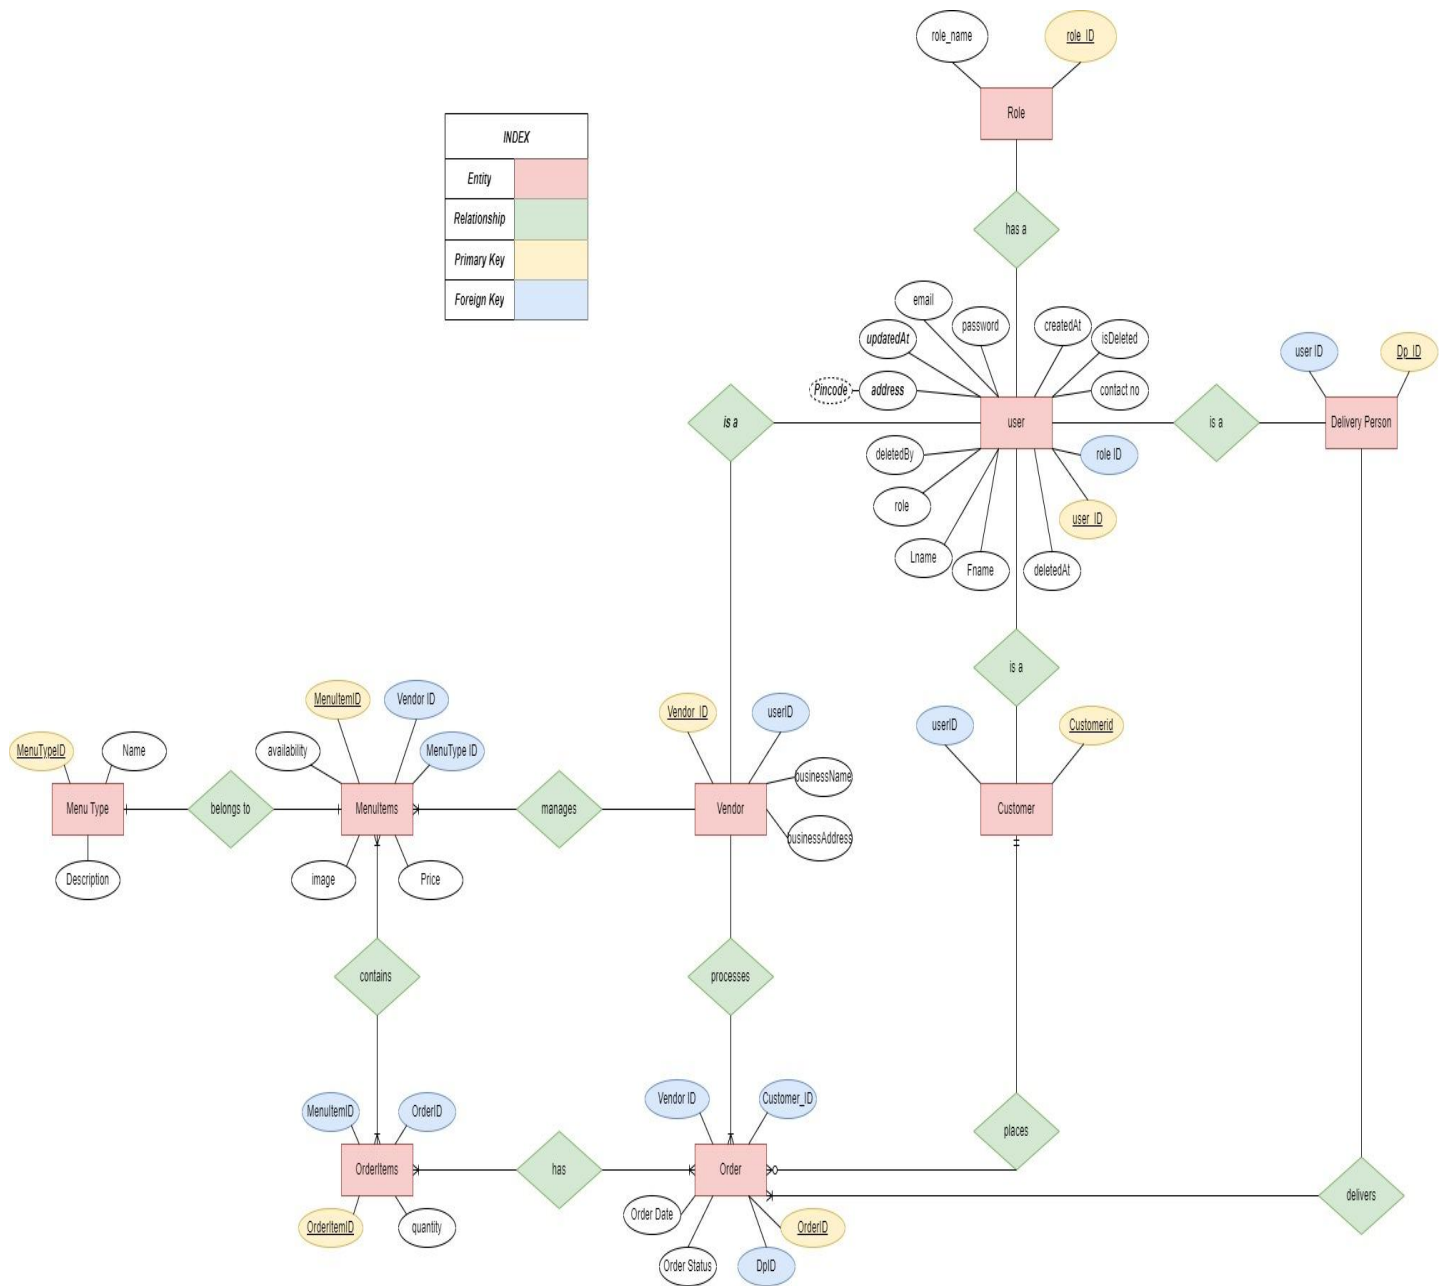 role_name
role_ID
Role
INDEX
Entity
Relationship
Primary Key
Foreign Key
has a
email
password
createdAt
updatedAt
isDeleted
Pincode
address
contact no
user ID
Dp_ID
is a
user
is a
Delivery Person
deletedBy
role ID
role
user_ID
Lname
Fname
deletedAt
is a
MenuItemID
Vendor ID
Vendor_ID
userID
userID
Customerid
MenuTypeID
Name
availability
MenuType ID
businessName
Menu Type
belongs to
MenuItems
manages
Vendor
Customer
businessAddress
Description
image
Price
contains
processes
MenuItemID
OrderID
Vendor ID
Customer_ID
places
OrderItems
has
Order
delivers
OrderItemID
quantity
Order Date
OrderID
Order Status
DpID